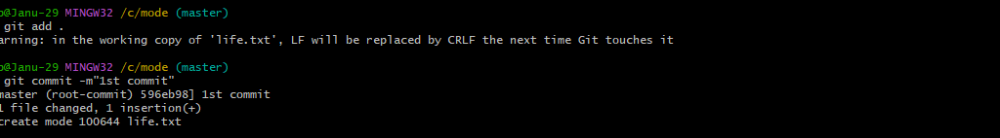 p@Janu-29 MINGW32 /c/mode (master)
git add .
arning: in the working copy of 'life.txt', LF will be replaced by CRLF the next time Git touches it
p@Janu-29 MINGW32 /c/mode (master)
git commit -m"1st commit"
master (root-commit) 596eb98] 1st commit
1 file changed, 1 insertion(+)
create mode 100644 life.txt